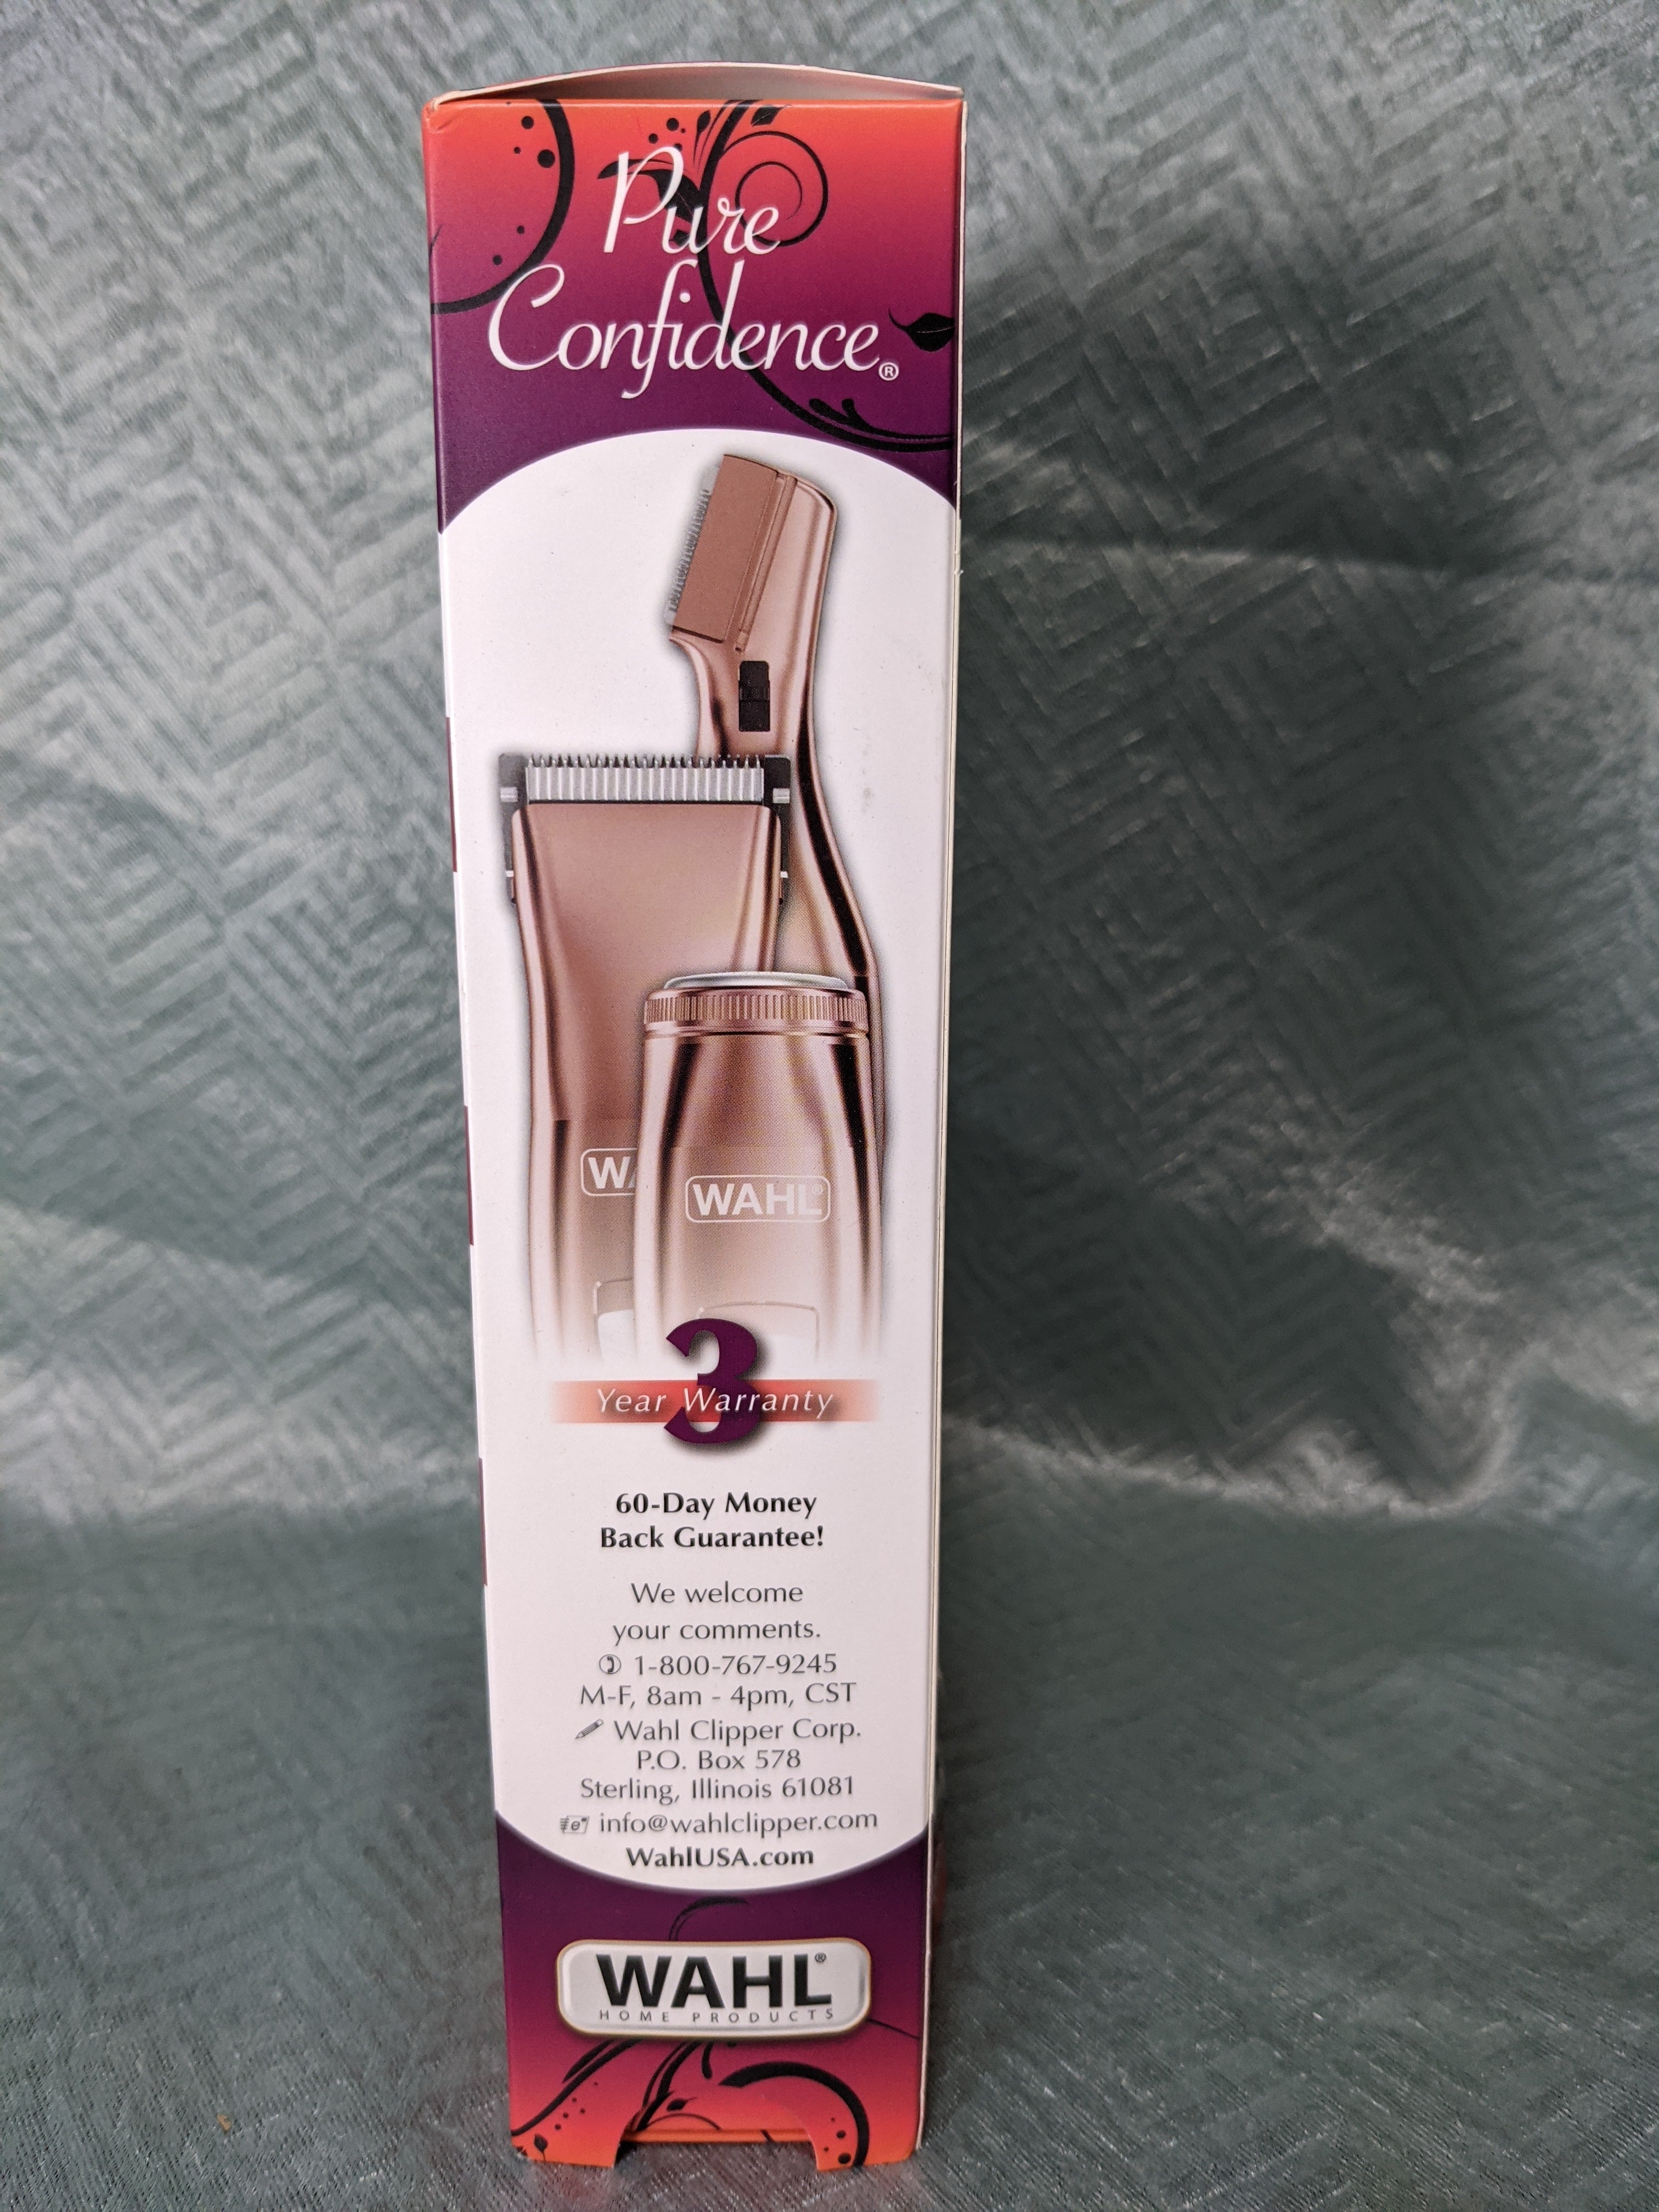 Pure
Confidence®
WA
WAHL®
3
Year Warranty
60-Day Money
Back Guarantee!
We welcome
your comments.
1-800-767-9245
M-F, 8am - 4pm, CST
Wahl Clipper Corp.
P.O. Box 578
Sterling, Illinois 61081
info@wahlclipper.com
WahlUSA.com
WAHL®
HOME PRODUCTS